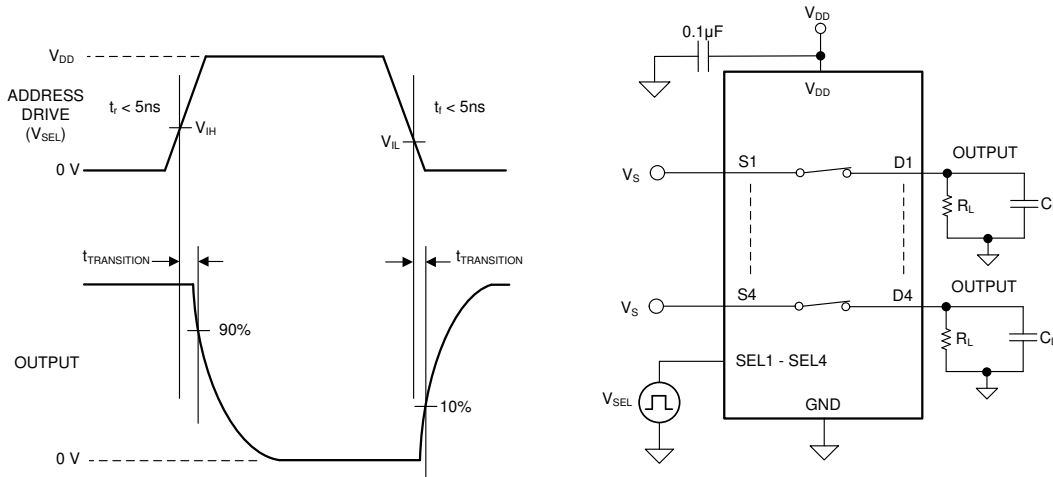 V_DD
ADDRESS
DRIVE
(V_SEL)
t_r < 5ns
t_f < 5ns
V_IH
V_IL
0 V
t_TRANSITION
t_TRANSITION
90%
OUTPUT
10%
0 V
V_DD
0.1μF
V_DD
V_S
S1
D1
OUTPUT
R_L
C
V_S
S4
D4
OUTPUT
R_L
C_L
SEL1 - SEL4
V_SEL
GND